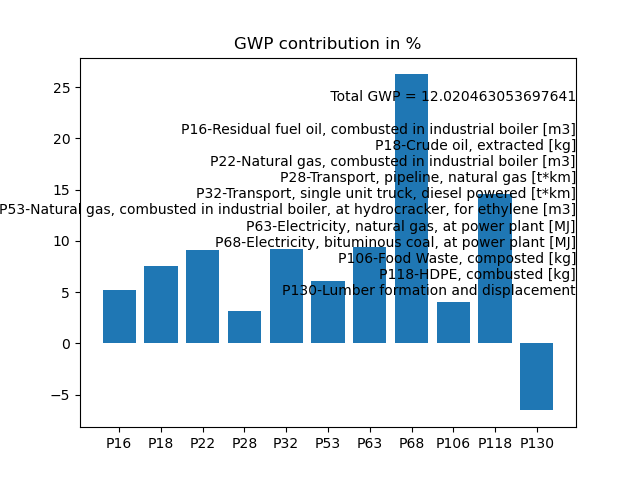 GWP contribution in %
25
20
15
10
5
0
−5
Total GWP = 12.020463053697641
P16-Residual fuel oil, combusted in industrial boiler [m3]
P18-Crude oil, extracted [kg]
P22-Natural gas, combusted in industrial boiler [m3]
P28-Transport, pipeline, natural gas [t*km]
P32-Transport, single unit truck, diesel powered [t*km]
P53-Natural gas, combusted in industrial boiler, at hydrocracker, for ethylene [m3]
P63-Electricity, natural gas, at power plant [MJ]
P68-Electricity, bituminous coal, at power plant [MJ]
P106-Food Waste, composted [kg]
P118-HDPE, combusted [kg]
P130-Lumber formation and displacement
P16 P18 P22 P28 P32 P53 P63 P68 P106 P118 P130